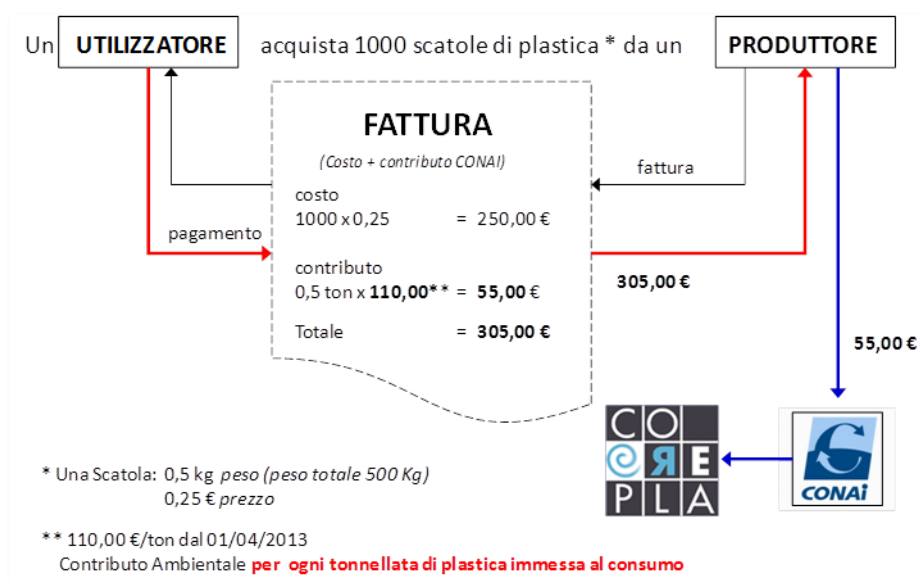 Un UTILIZZATORE acquista 1000 scatole di plastica * da un PRODUTTORE
FATTURA
(Costo + contributo CONAI)
fattura
costo
1000 x 0,25 = 250,00 €
pagamento
contributo
0,5 ton x 110,00** = 55,00 €
305,00 €
Totale = 305,00 €
55,00 €
CO
REPLA
CONAi
* Una Scatola: 0,5 kg peso (peso totale 500 Kg)
0,25 € prezzo
** 110,00 €/ton dal 01/04/2013
Contributo Ambientale per ogni tonnellata di plastica immessa al consumo